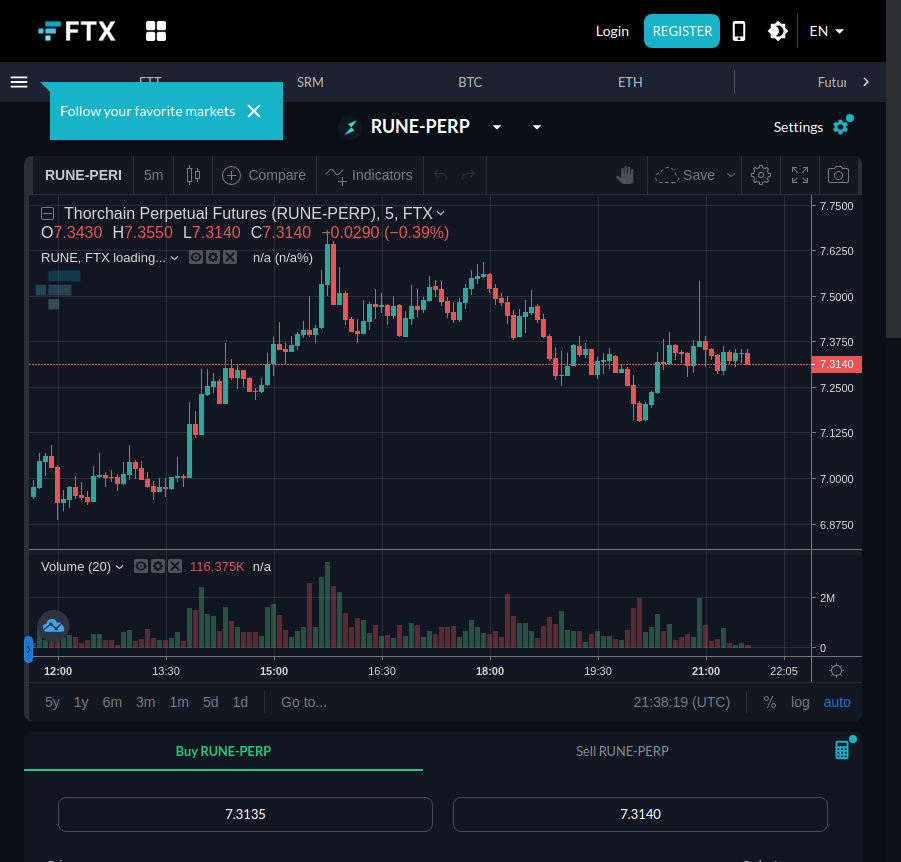 FTX
Login
REGISTER
EN
FTT
SRM
BTC
ETH
Futur
Follow your favorite markets
RUNE-PERP
Settings
RUNE-PERI
5m
Compare
Indicators
Save
Thorchain Perpetual Futures (RUNE-PERP), 5, FTX
O7.3430 H7.3550 L7.3140 C7.3140 −0.0290 (−0.39%)
RUNE, FTX loading... n/a (n/a%)
7.7500
7.6250
7.5000
7.3750
7.3140
7.2500
7.1250
7.0000
6.8750
Volume (20) 116.375K n/a
2M
0
12:00 13:30 15:00 16:30 18:00 19:30 21:00 22:05
5y 1y 6m 3m 1m 5d 1d Go to... 21:38:19 (UTC) % log auto
Buy RUNE-PERP
Sell RUNE-PERP
7.3135
7.3140